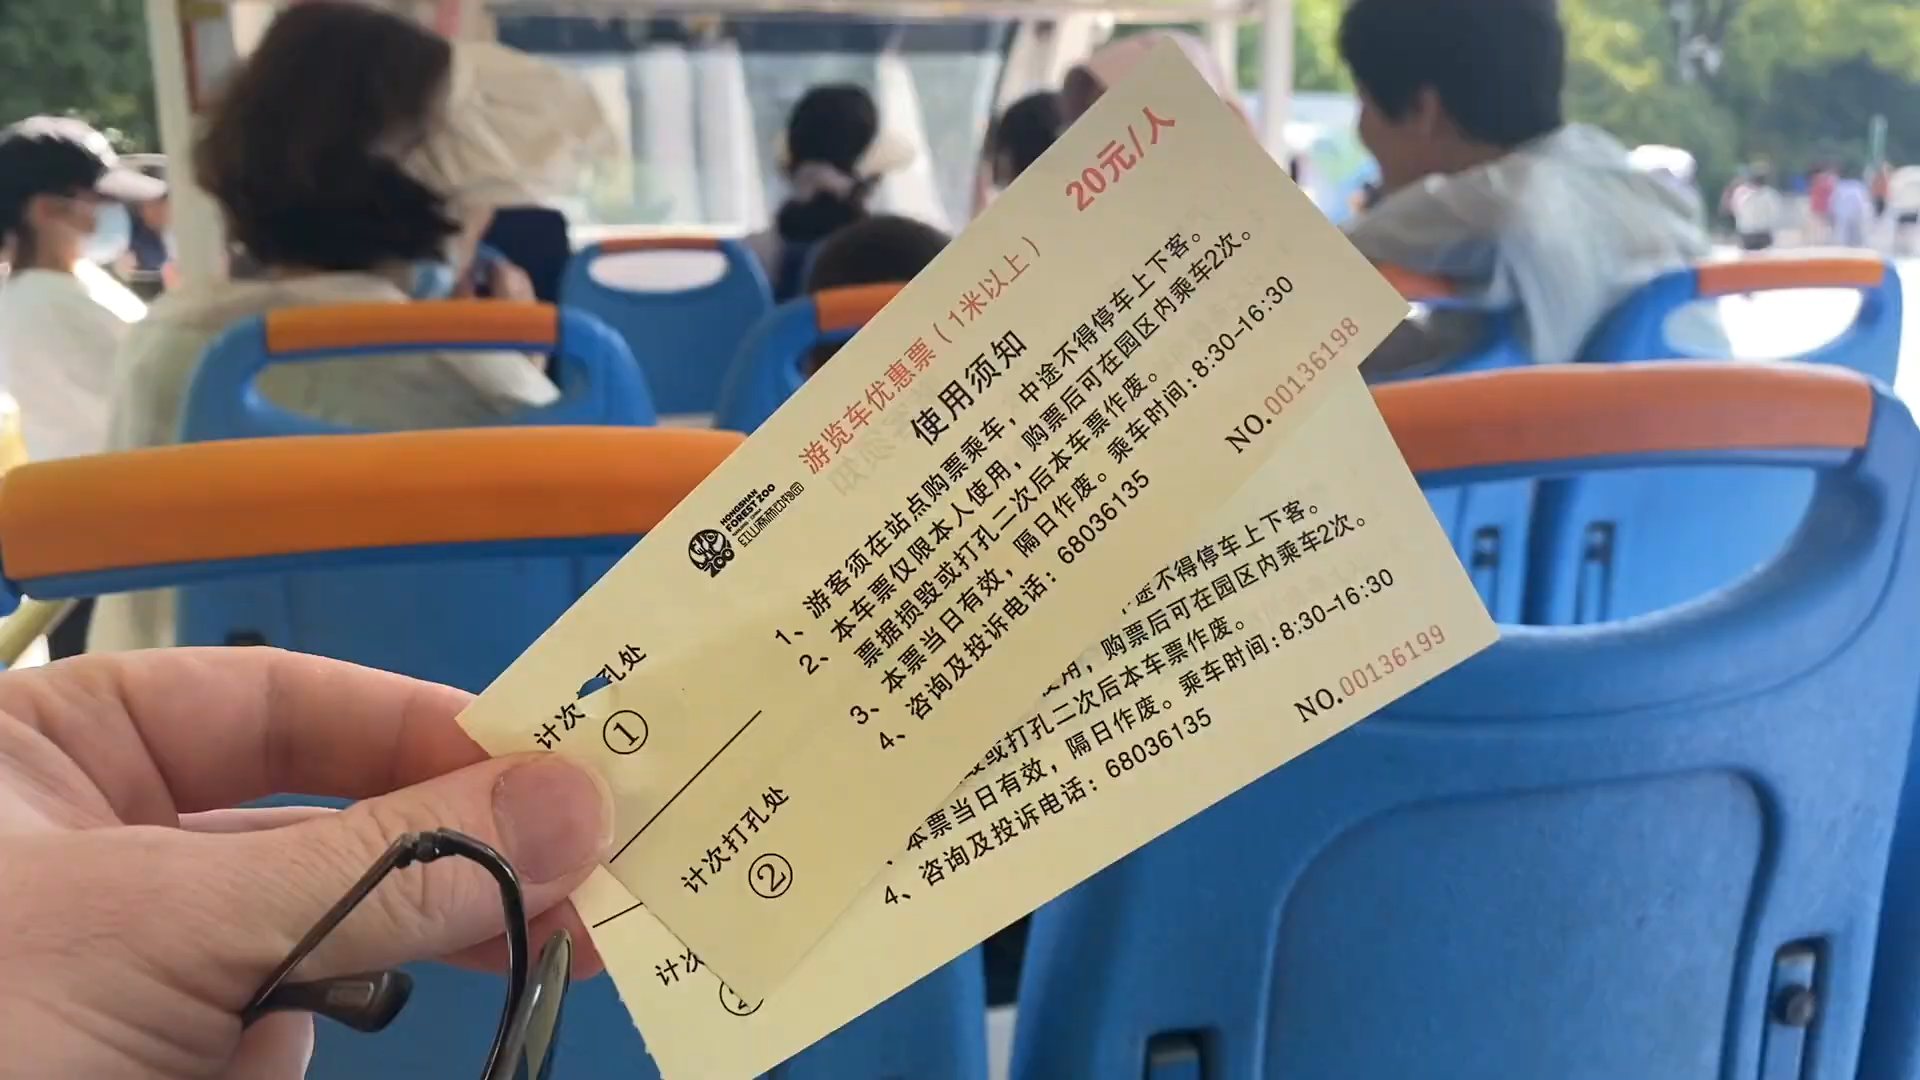 HONGSHAN
FOREST ZOO
红山森林动物园
ZOO
游览车优惠票（1米以上）
20元/人
使用须知
1、游客须在站点购票乘车，中途不得停车上下客。
2、本车票仅限本人使用，购票后可在园区内乘车2次。
票据损毁或打孔二次后本车票作废。
3、本票当日有效，隔日作废。乘车时间：8:30-16:30
4、咨询及投诉电话：68036135
NO.00136198
计次 孔处
①
计次打孔处
②
途不得停车上下客。
用，购票后可在园区内乘车2次。
或打孔二次后本车票作废。
本票当日有效，隔日作废。乘车时间：8:30-16:30
4、咨询及投诉电话：68036135
NO.00136199
计次
②